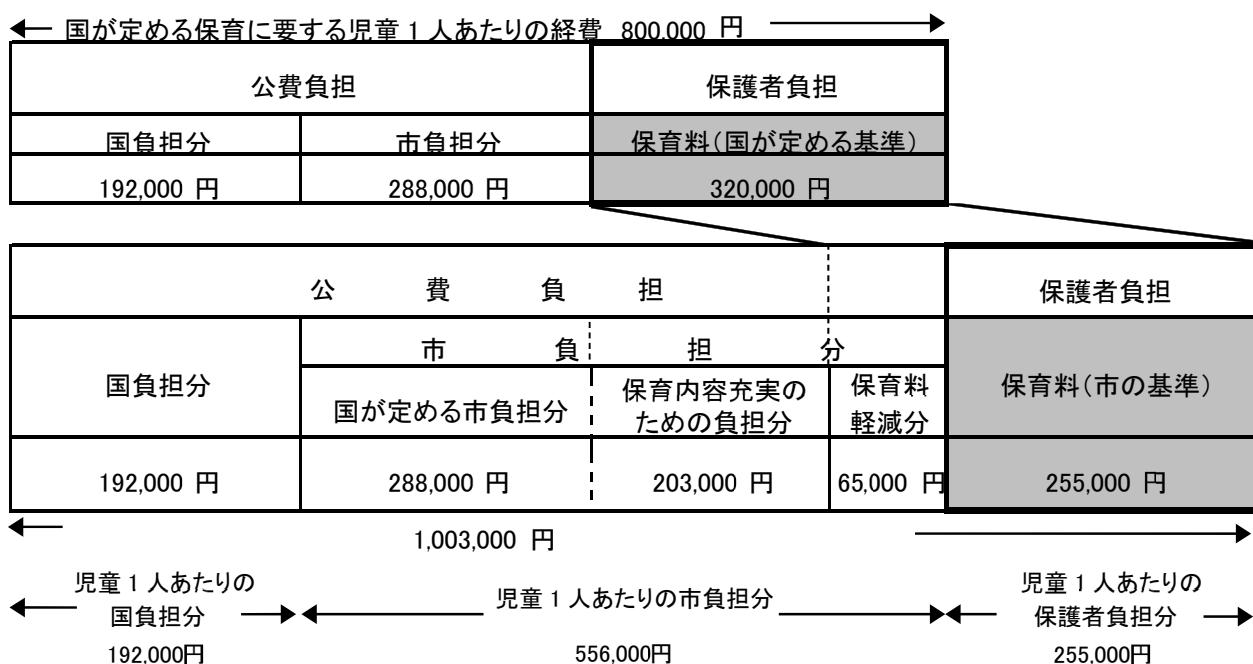 国が定める保育に要する児童1人あたりの経費 800,000 円
公費負担 保護者負担
国負担分 市負担分 保育料(国が定める基準)
192,000 円 288,000 円 320,000 円
公 費 負 担 保護者負担
市 負 担 分
国負担分 国が定める市負担分 保育内容充実の 保育料 保育料(市の基準)
ための負担分 軽減分
192,000 円 288,000 円 203,000 円 65,000 円 255,000 円
1,003,000 円
児童1人あたりの 児童1人あたりの市負担分 児童1人あたりの
国負担分 保護者負担分
192,000円 556,000円 255,000円